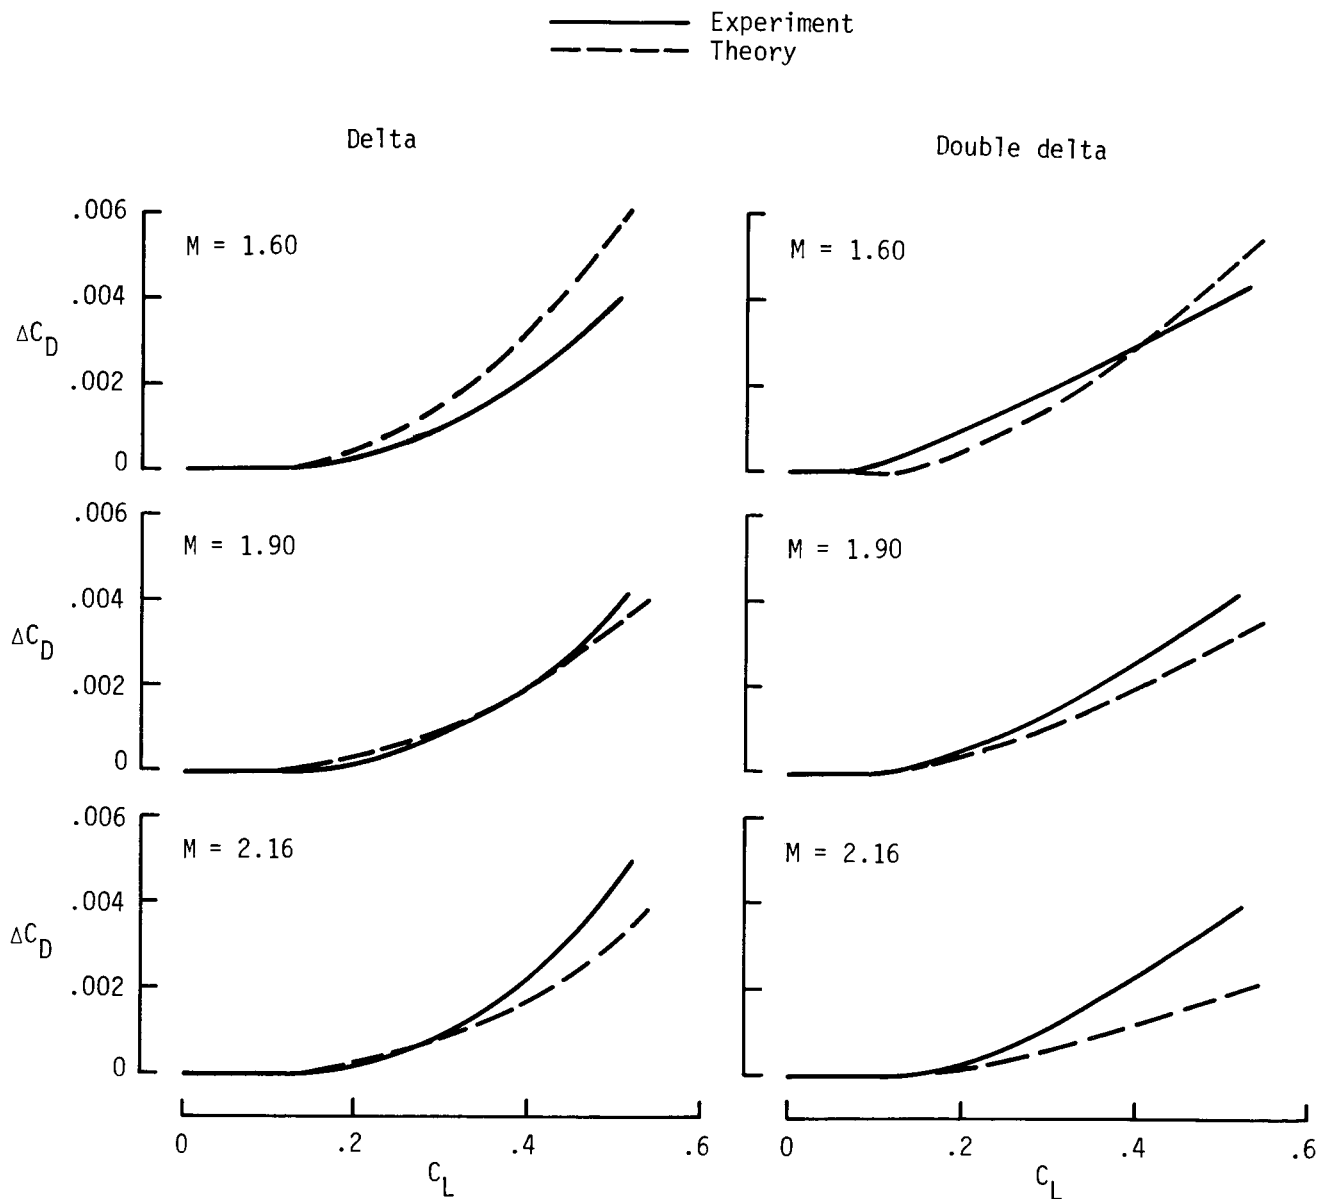 Experiment
Theory
Delta
Double delta
.006
M = 1.60
M = 1.60
.004
ΔC_D
.002
0
.006
M = 1.90
M = 1.90
.004
ΔC_D
.002
0
.006
M = 2.16
M = 2.16
.004
ΔC_D
.002
0
0 .2 .4 .6
0 .2 .4 .6
C_L
C_L